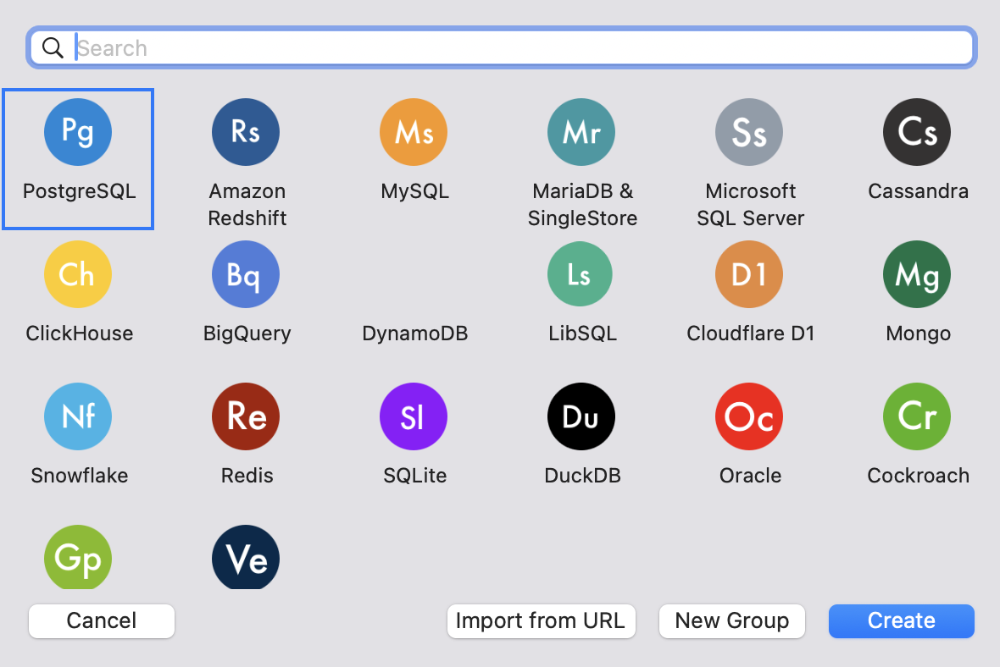 Search
Pg
Rs
Ms
Mr
Ss
Cs
PostgreSQL
Amazon
Redshift
MySQL
MariaDB &
SingleStore
Microsoft
SQL Server
Cassandra
Ch
Bq
Ls
D1
Mg
ClickHouse
BigQuery
DynamoDB
LibSQL
Cloudflare D1
Mongo
Nf
Re
Sl
Du
Oc
Cr
Snowflake
Redis
SQLite
DuckDB
Oracle
Cockroach
Gp
Ve
Cancel
Import from URL
New Group
Create